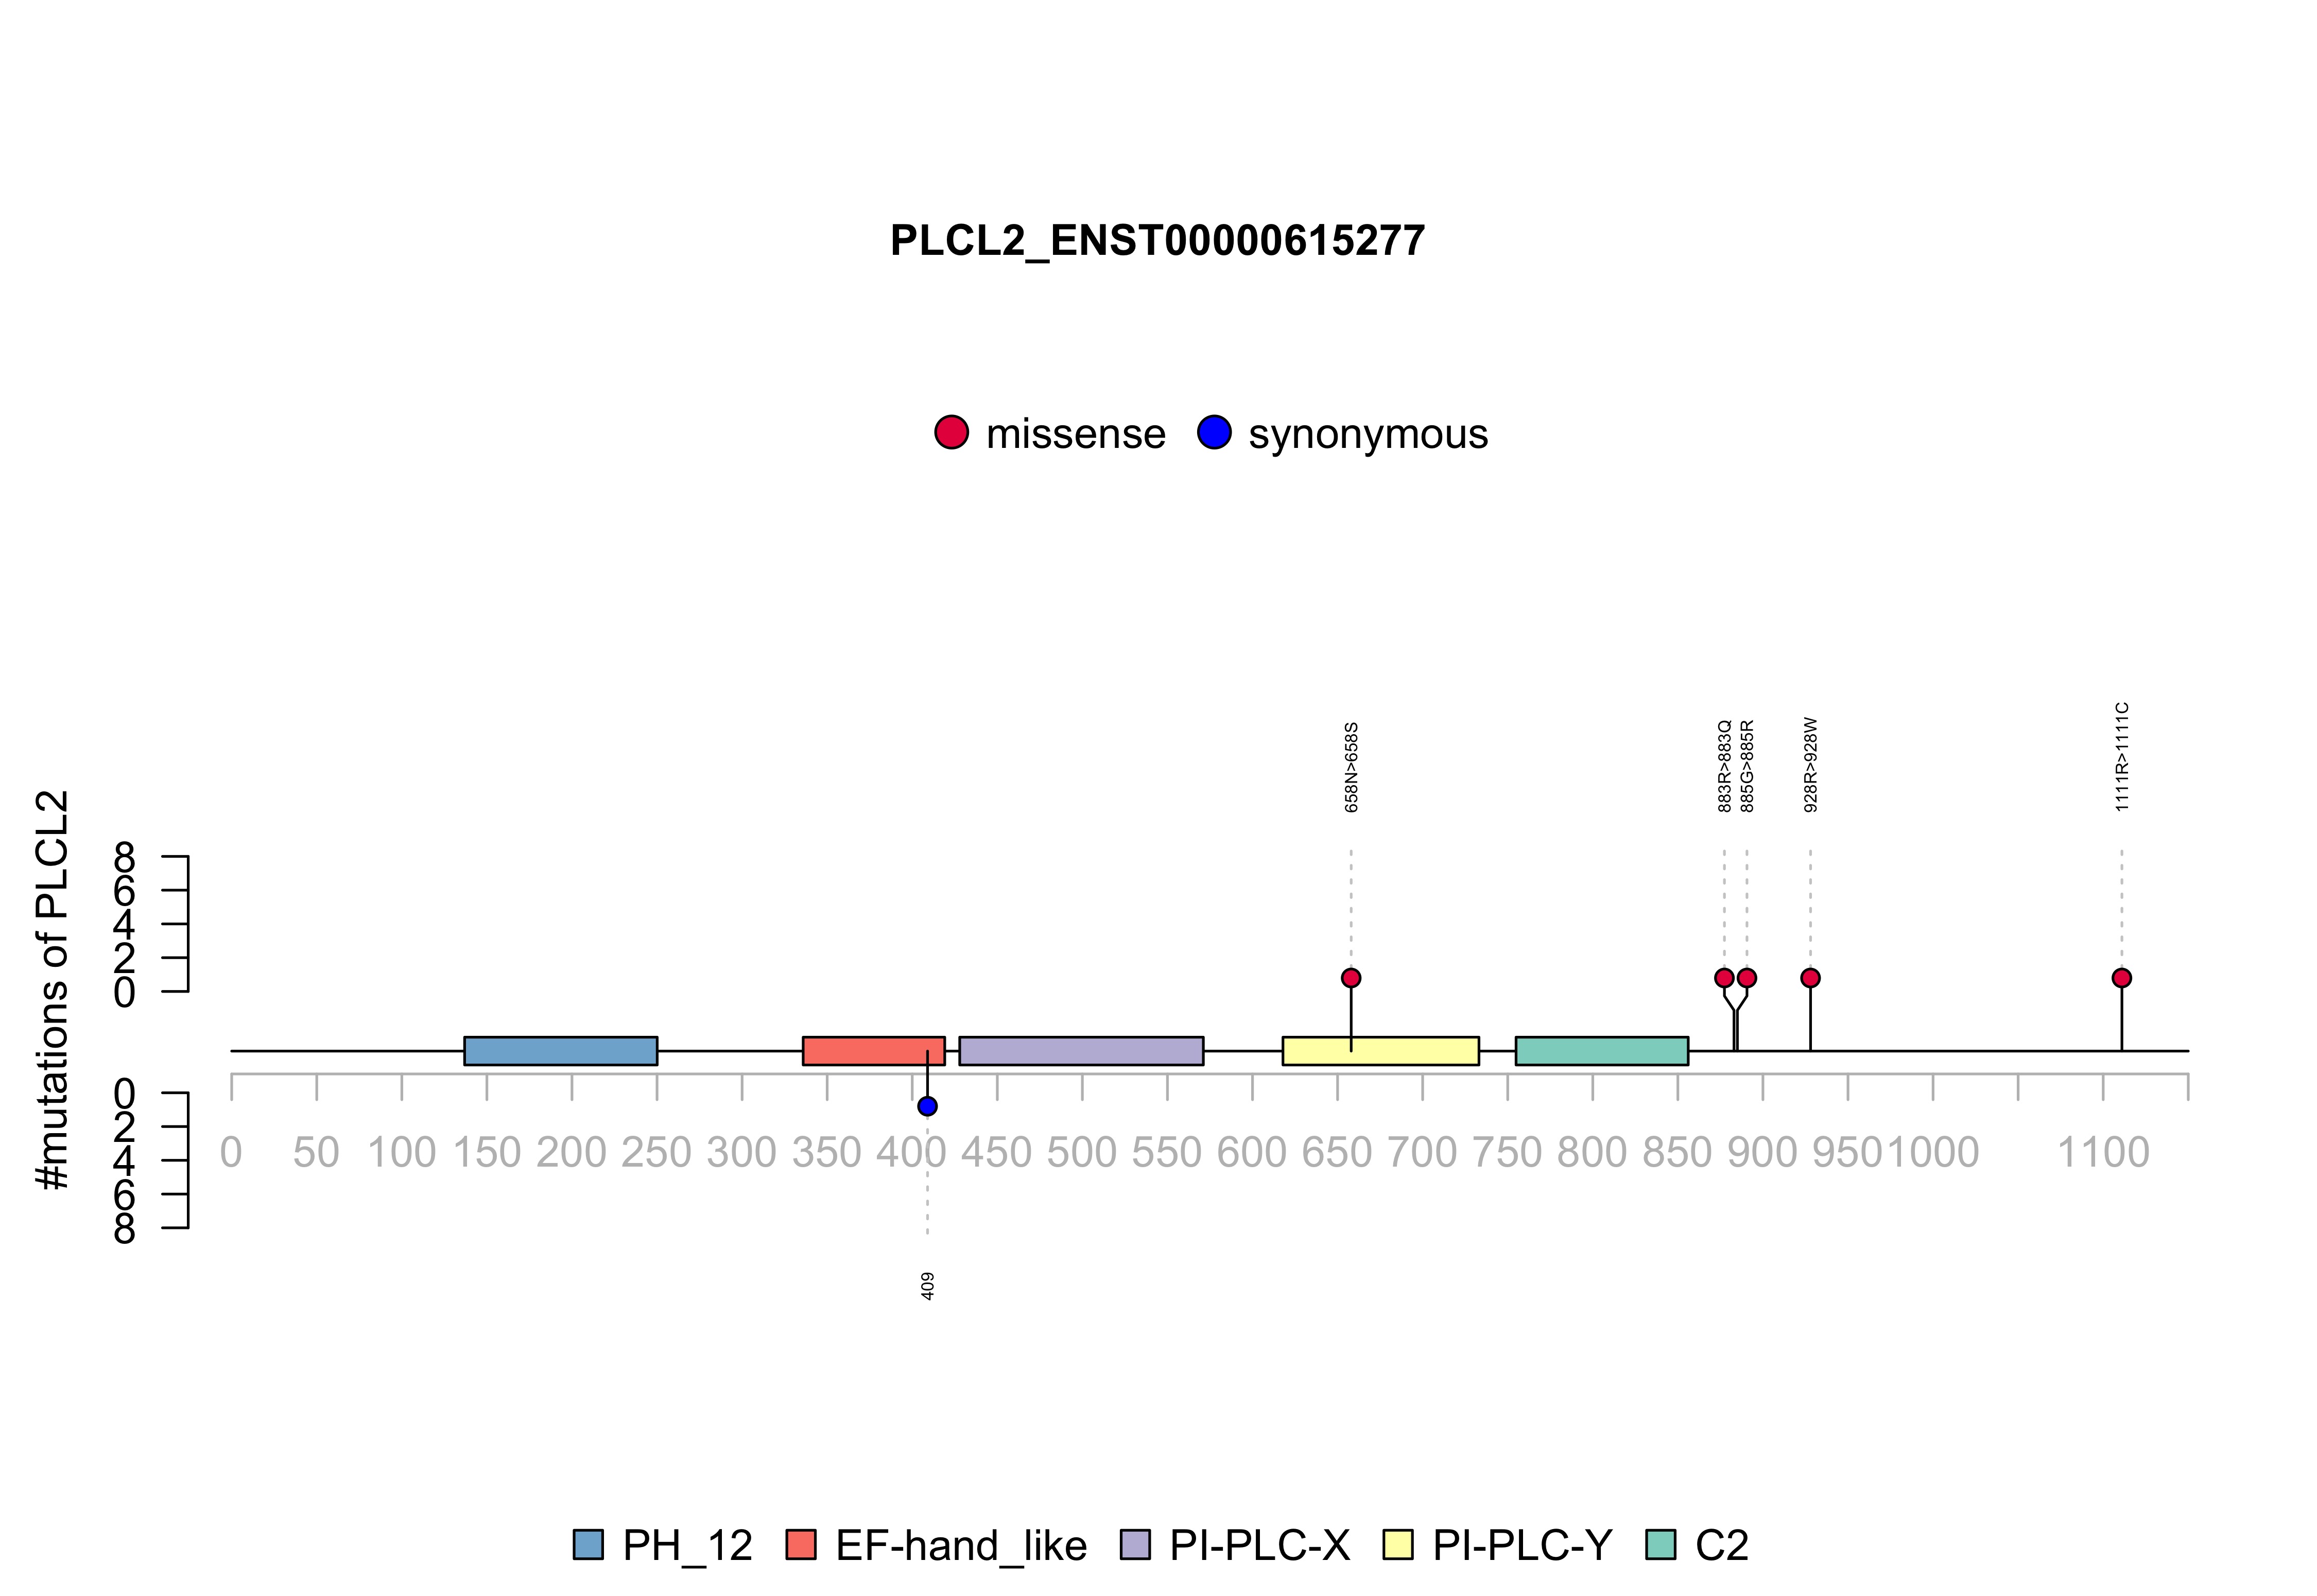 PLCL2_ENST00000615277
missense synonymous
658N>658S
883R>883Q
885G>885R
928R>928W
1111R>1111C
#mutations of PLCL2
8
6
4
2
0
0
2
4
6
8
0 50 100 150 200 250 300 350 400 450 500 550 600 650 700 750 800 850 900 950 1000 1100
409
PH_12 EF-hand_like PI-PLC-X PI-PLC-Y C2